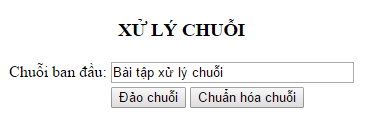 XỬ LÝ CHUỖI
Chuỗi ban đầu: Bài tập xử lý chuỗi
Đảo chuỗi Chuẩn hóa chuỗi